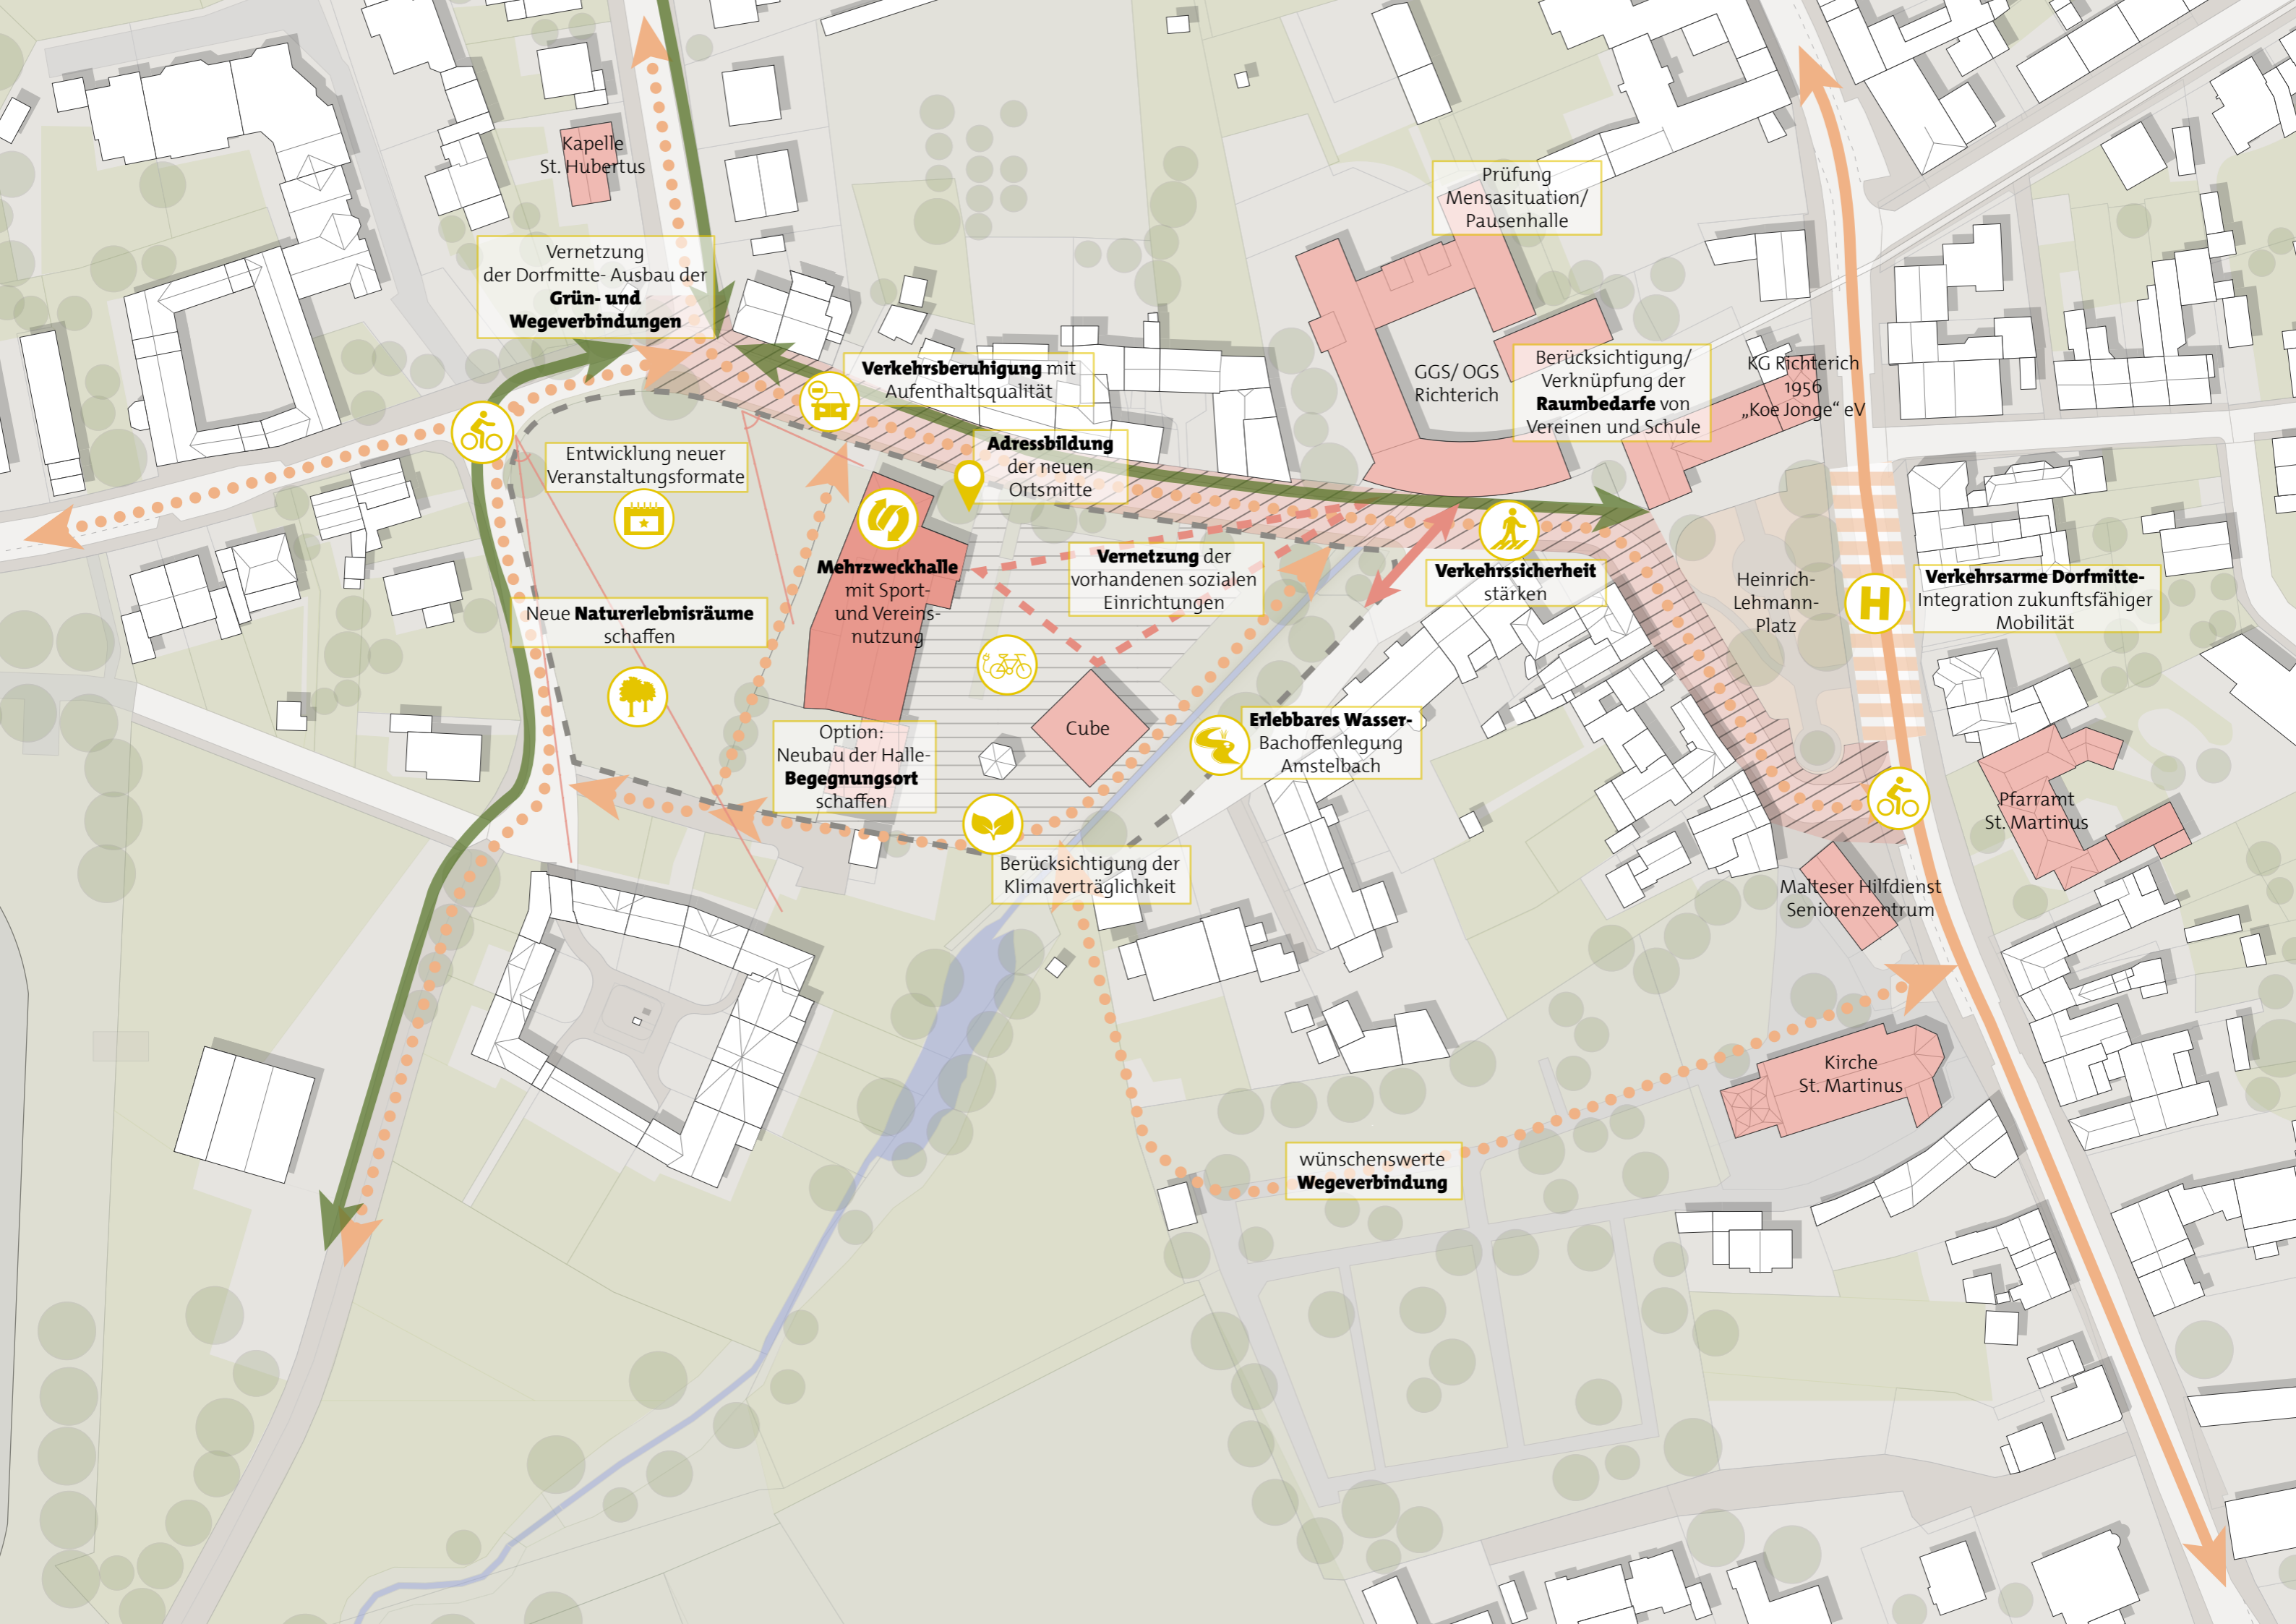 Kapelle
St. Hubertus
Prüfung
Mensasituation/
Pausenhalle
Vernetzung
der Dorfmitte- Ausbau der
Grün- und
Wegeverbindungen
Verkehrsberuhigung mit
Aufenthaltsqualität
GGS/ OGS
Richterich
Berücksichtigung/
Verknüpfung der
Raumbedarfe von
Vereinen und Schule
KG Richterich
1956
„Koe Jonge“ eV
Entwicklung neuer
Veranstaltungsformate
Adressbildung
der neuen
Ortsmitte
Mehrzweckhalle
mit Sport-
und Vereins-
nutzung
Vernetzung der
vorhandenen sozialen
Einrichtungen
Verkehrssicherheit
stärken
Heinrich-
Lehmann-
Platz
H
Verkehrsarme Dorfmitte-
Integration zukunftsfähiger
Mobilität
Neue Naturerlebnisräume
schaffen
Option:
Neubau der Halle-
Begegnungsort
schaffen
Cube
Erlebbares Wasser-
Bachoffenlegung
Amstelbach
Pfarramt
St. Martinus
Berücksichtigung der
Klimaverträglichkeit
Malteser Hilfdienst
Seniorenzentrum
Kirche
St. Martinus
wünschenswerte
Wegeverbindung